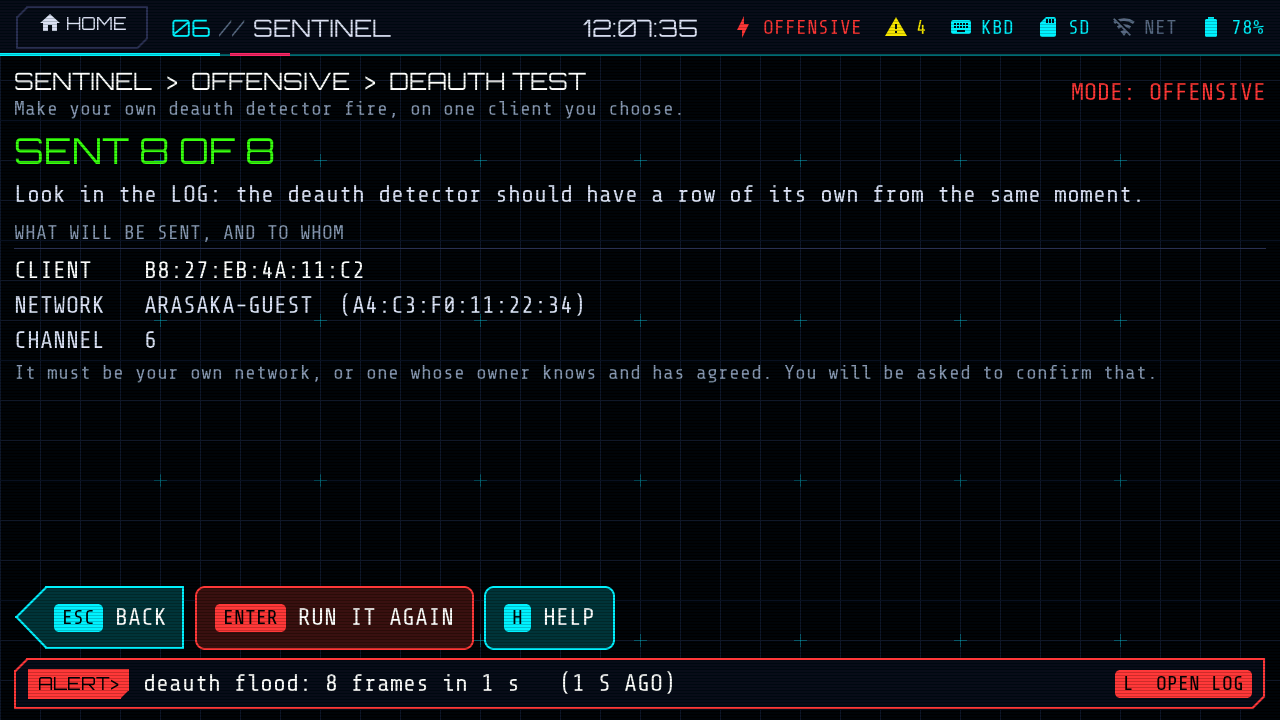 HOME
06 // SENTINEL
12:07:35
OFFENSIVE
4
KBD
SD
NET
78%
SENTINEL > OFFENSIVE > DEAUTH TEST
Make your own deauth detector fire, on one client you choose.
MODE: OFFENSIVE
SENT 8 OF 8
Look in the LOG: the deauth detector should have a row of its own from the same moment.
WHAT WILL BE SENT, AND TO WHOM
CLIENT B8:27:EB:4A:11:C2
NETWORK ARASAKA-GUEST (A4:C3:F0:11:22:34)
CHANNEL 6
It must be your own network, or one whose owner knows and has agreed. You will be asked to confirm that.
ESC BACK
ENTER RUN IT AGAIN
H HELP
ALERT> deauth flood: 8 frames in 1 s (1 S AGO)
L OPEN LOG